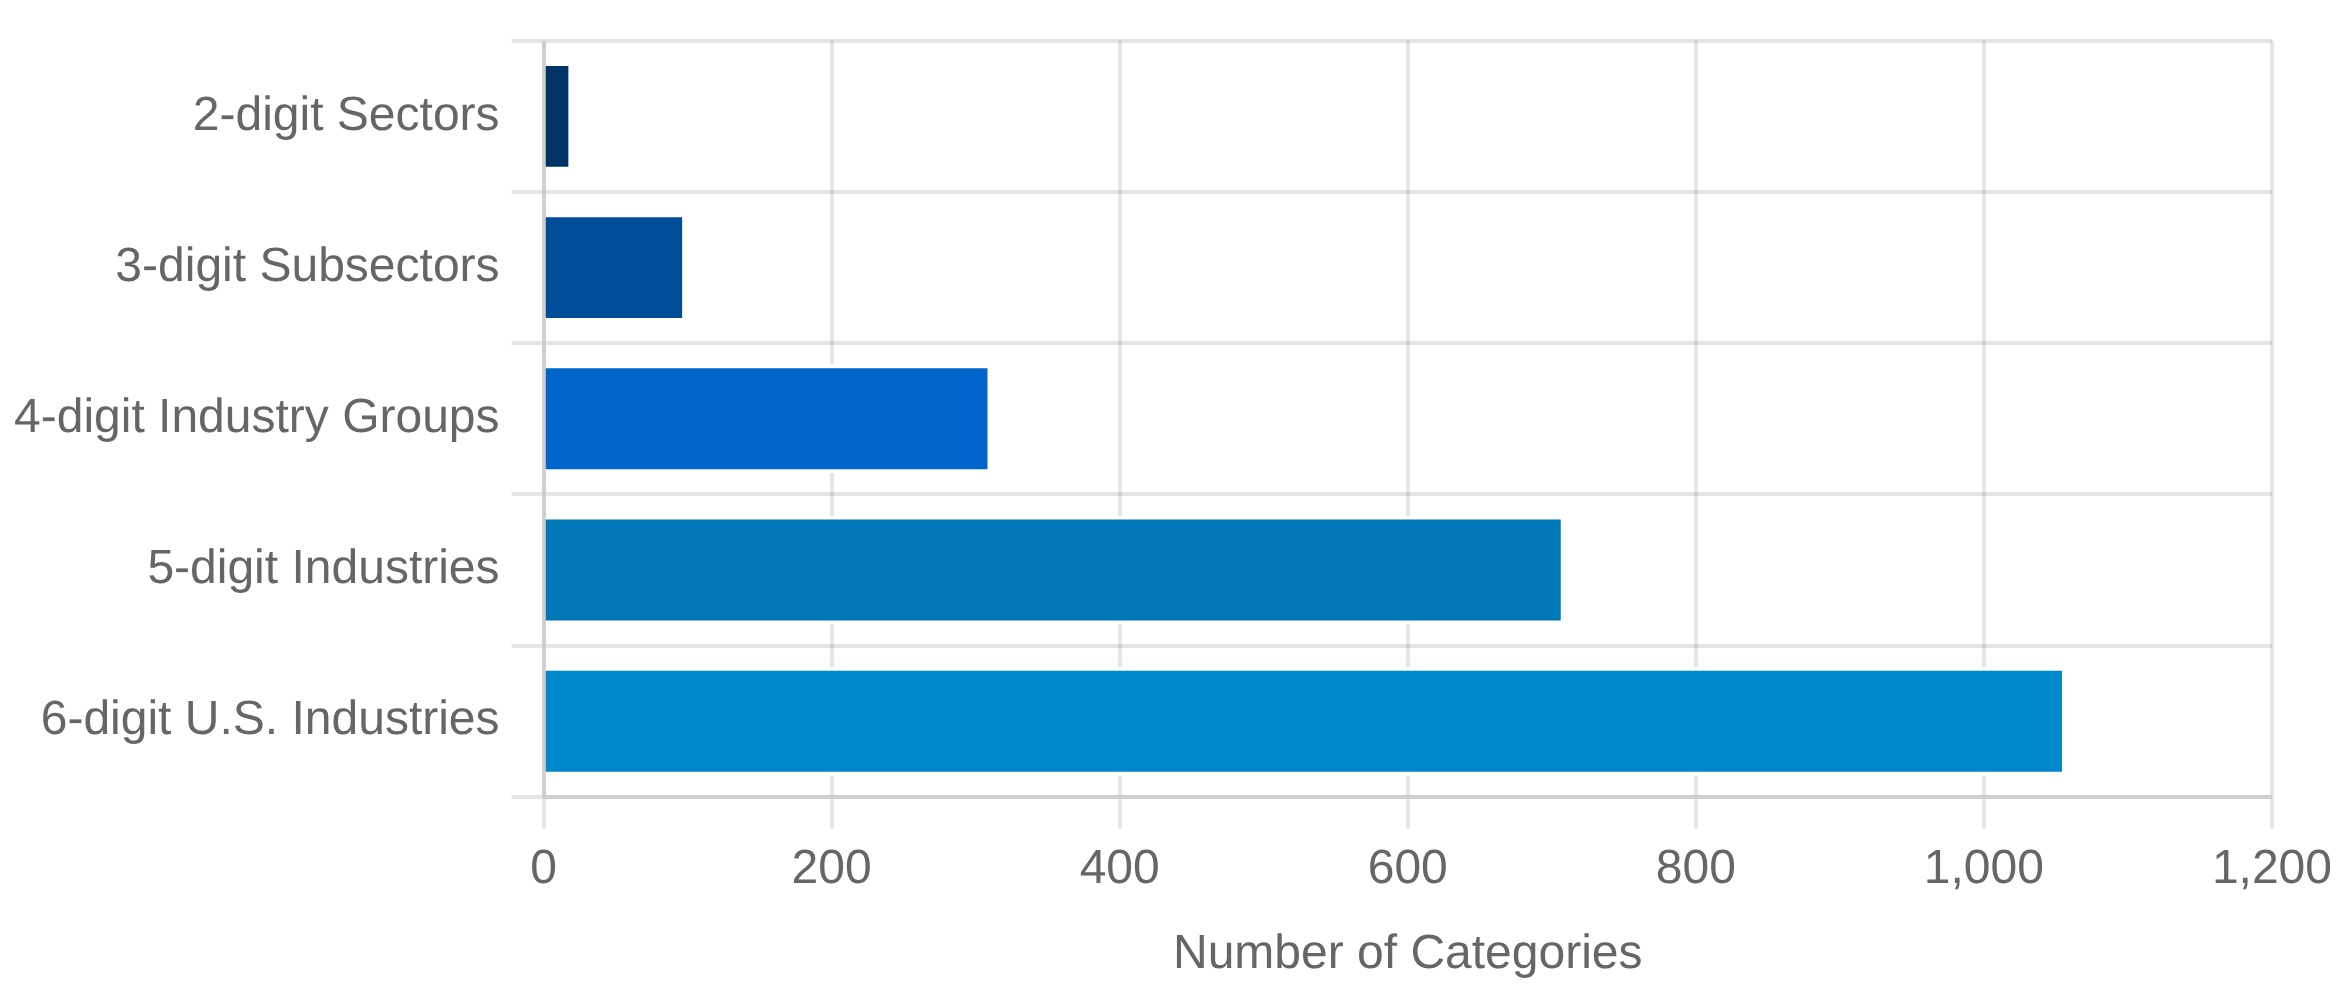 2-digit Sectors
3-digit Subsectors
4-digit Industry Groups
5-digit Industries
6-digit U.S. Industries
0 200 400 600 800 1,000 1,200
Number of Categories